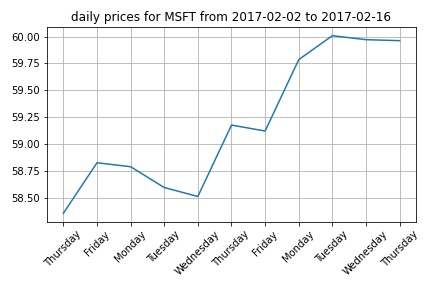 daily prices for MSFT from 2017-02-02 to 2017-02-16
60.00
59.75
59.50
59.25
59.00
58.75
58.50
Thursday
Friday
Monday
Tuesday
Wednesday
Thursday
Friday
Monday
Tuesday
Wednesday
Thursday